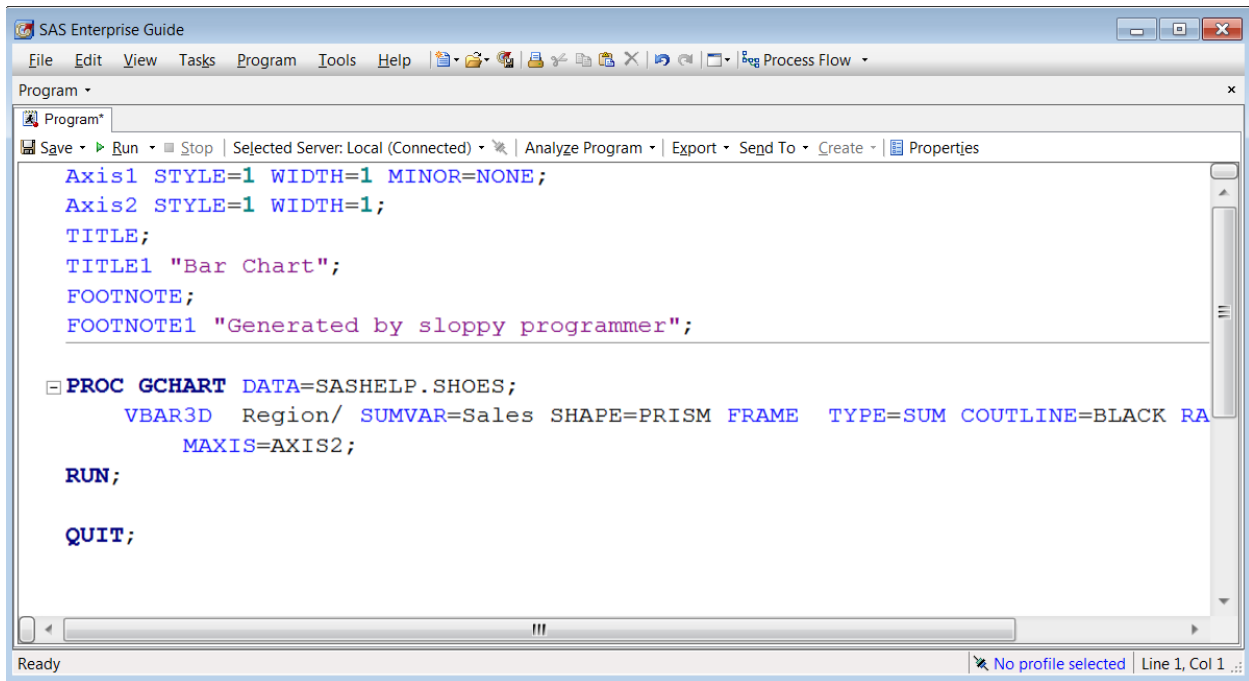 SAS Enterprise Guide
File Edit View Tasks Program Tools Help Process Flow
Program
Program*
Save Run Stop Selected Server: Local (Connected) Analyze Program Export Send To Create Properties
Axis1 STYLE=1 WIDTH=1 MINOR=NONE;
Axis2 STYLE=1 WIDTH=1;
TITLE;
TITLE1 "Bar Chart";
FOOTNOTE;
FOOTNOTE1 "Generated by sloppy programmer";
PROC GCHART DATA=SASHELP.SHOES;
VBAR3D Region/ SUMVAR=Sales SHAPE=PRISM FRAME TYPE=SUM COUTLINE=BLACK RA
MAXIS=AXIS2;
RUN;
QUIT;
Ready No profile selected Line 1, Col 1